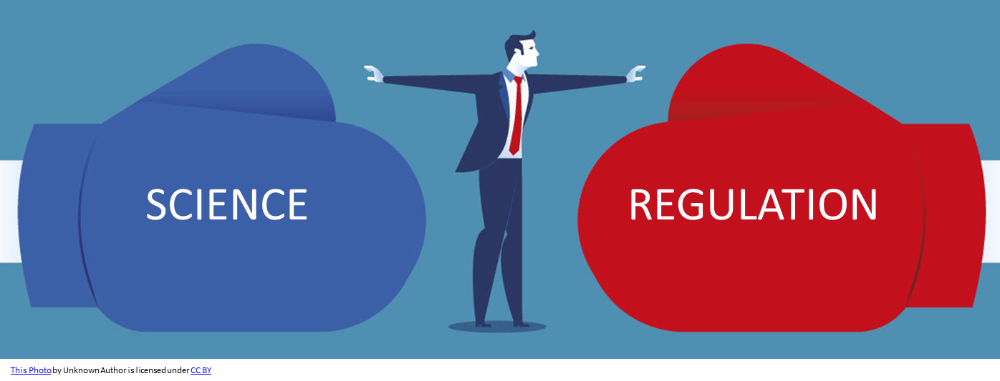 SCIENCE
REGULATION
This Photo by Unknown Author is licensed under CC BY